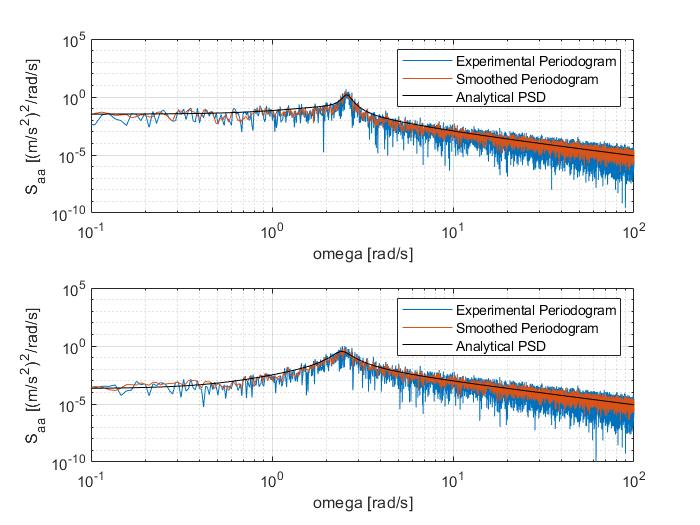 10^5
10^0
10^-5
10^-10
S_aa [(m/s^2)^2/rad/s]
Experimental Periodogram
Smoothed Periodogram
Analytical PSD
10^-1
10^0
10^1
10^2
omega [rad/s]
10^5
10^0
10^-5
10^-10
S_aa [(m/s^2)^2/rad/s]
Experimental Periodogram
Smoothed Periodogram
Analytical PSD
10^-1
10^0
10^1
10^2
omega [rad/s]